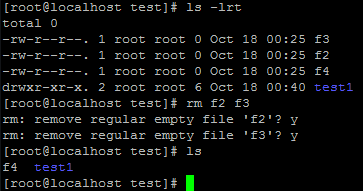 [root@localhost test]# ls -lrt
total 0
-rw-r--r--. 1 root root 0 Oct 18 00:25 f3
-rw-r--r--. 1 root root 0 Oct 18 00:25 f2
-rw-r--r--. 1 root root 0 Oct 18 00:25 f4
drwxr-xr-x. 2 root root 6 Oct 18 00:40 test1
[root@localhost test]# rm f2 f3
rm: remove regular empty file 'f2'? y
rm: remove regular empty file 'f3'? y
[root@localhost test]# ls
f4  test1
[root@localhost test]#